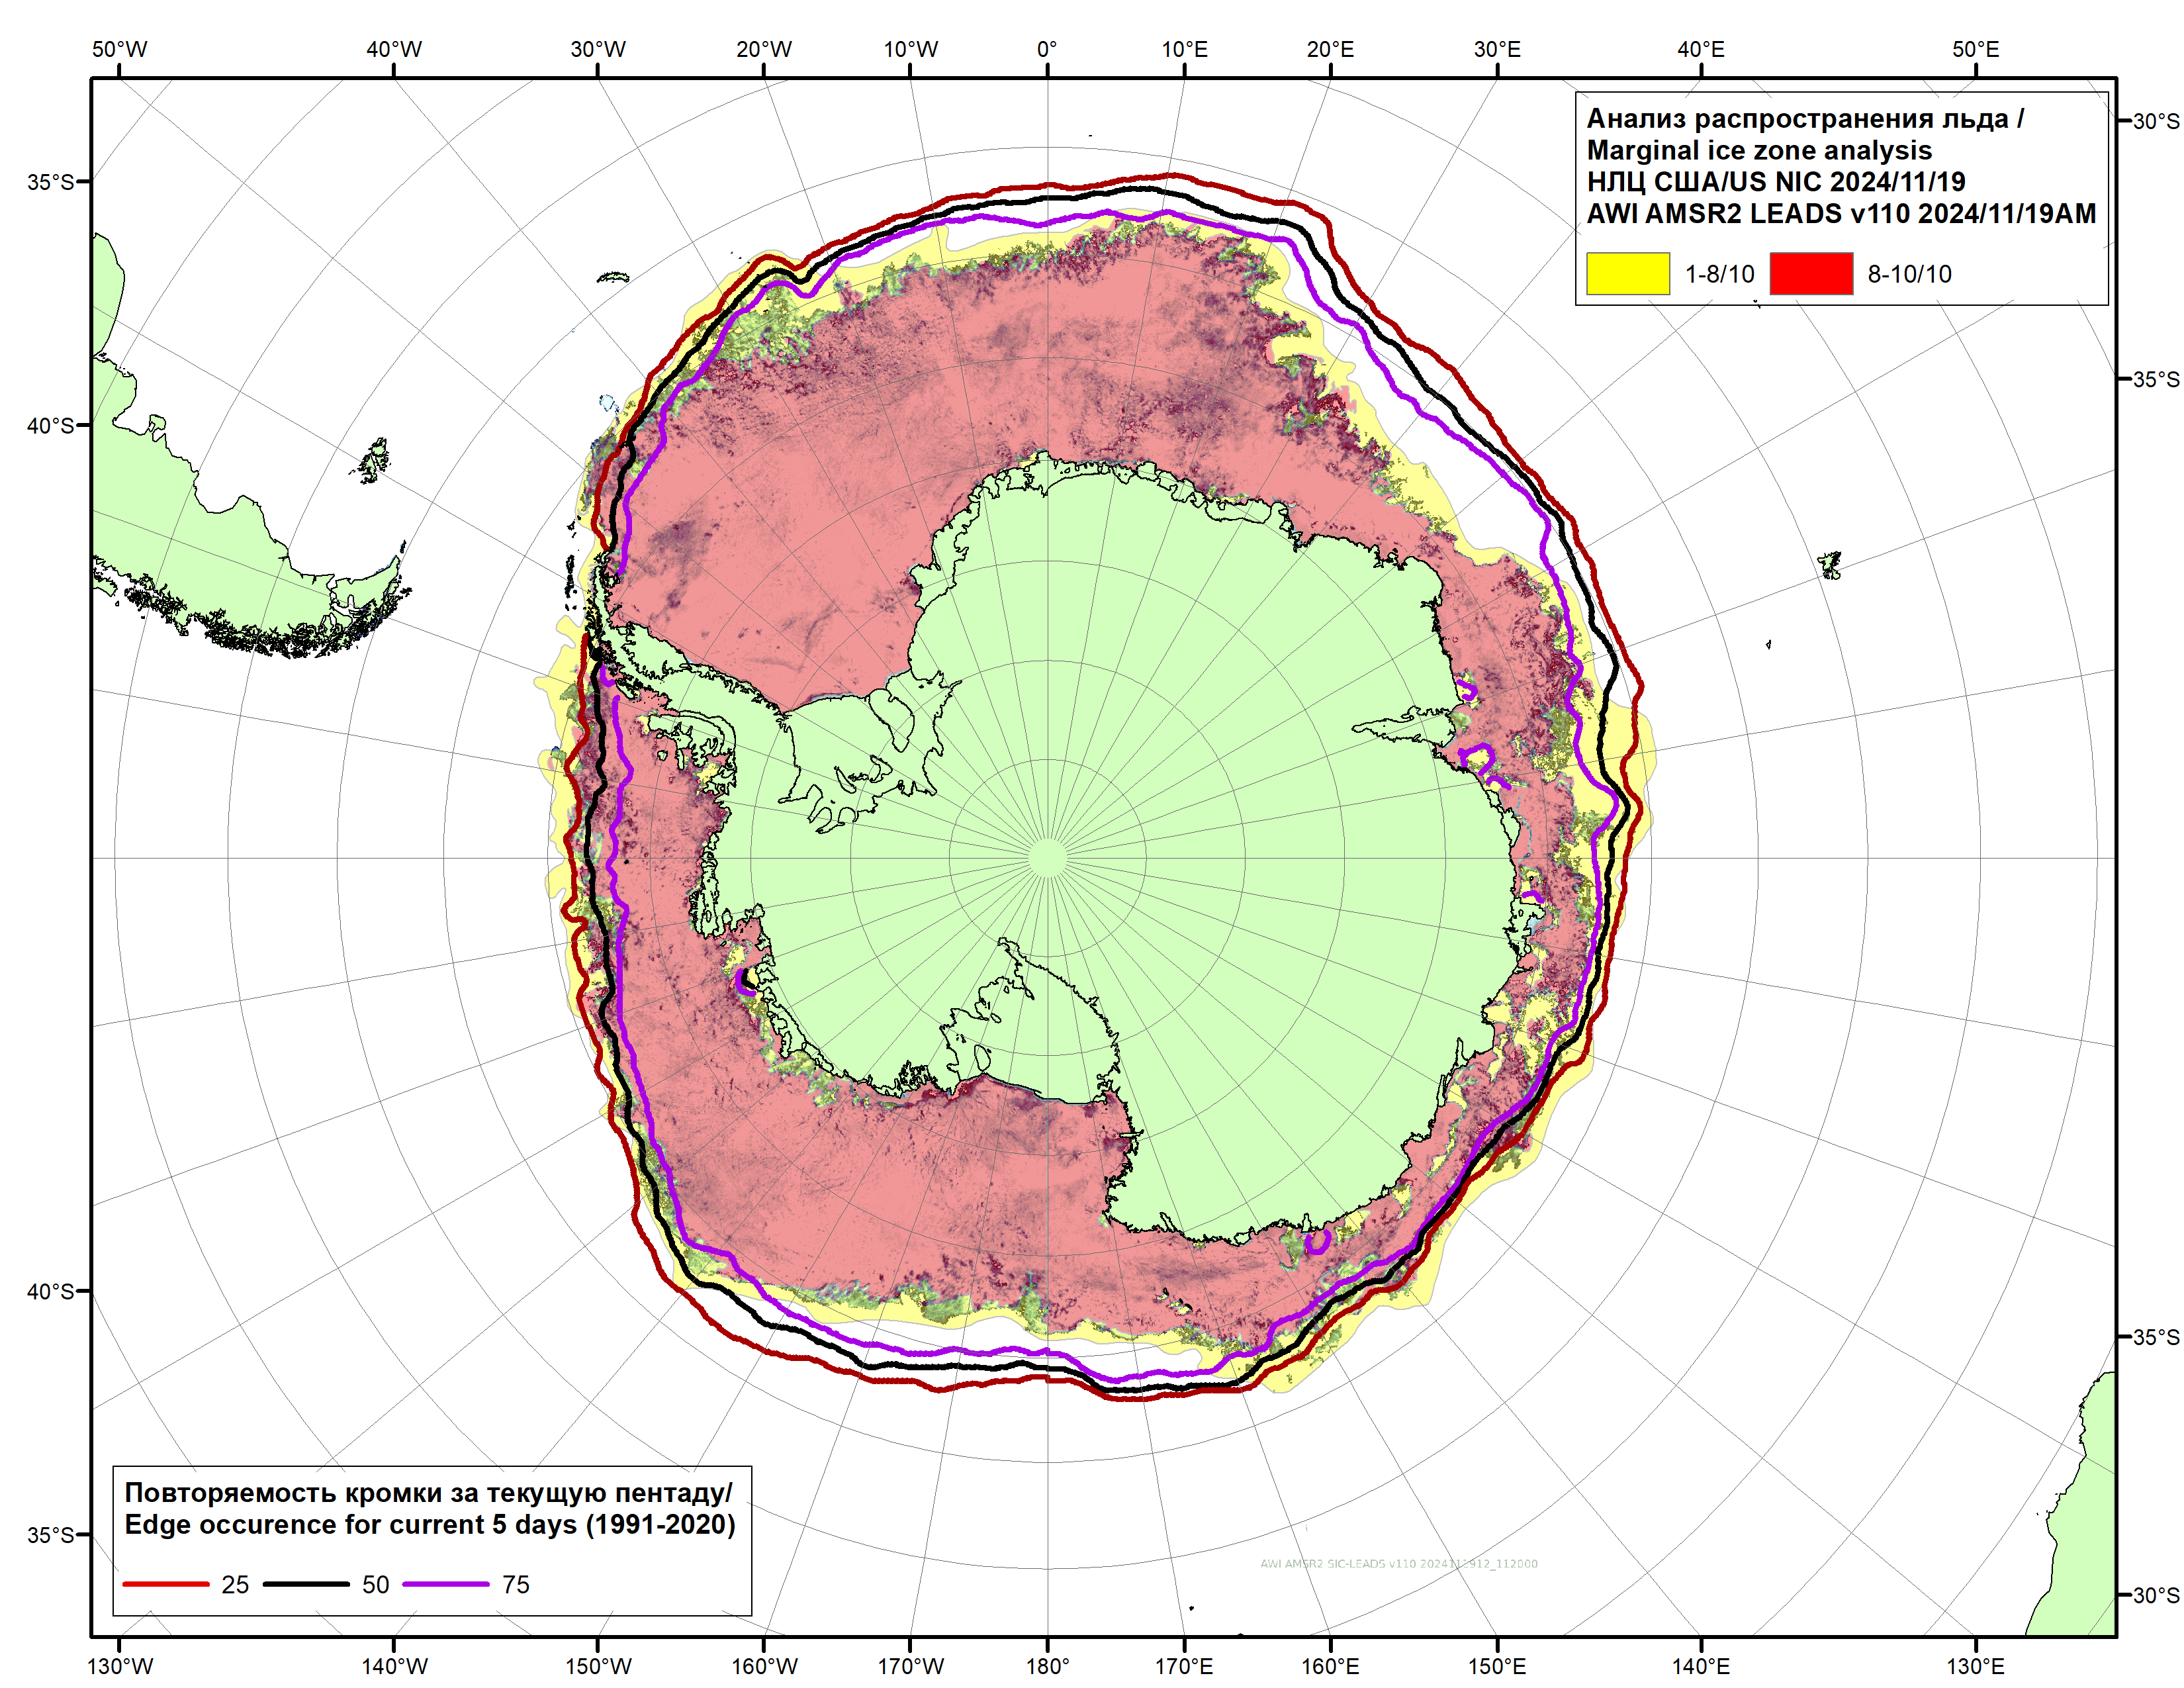 50°W 40°W 30°W 20°W 10°W 0° 10°E 20°E 30°E 40°E 50°E
Анализ распространения льда /
Marginal ice zone analysis
НЛЦ США/US NIC 2024/11/19
AWI AMSR2 LEADS v110 2024/11/19AM
1-8/10 8-10/10
30°S
35°S
35°S
40°S
40°S
35°S
35°S
30°S
Повторяемость кромки за текущую пентаду/
Edge occurence for current 5 days (1991-2020)
25 50 75
130°W 140°W 150°W 160°W 170°W 180° 170°E 160°E 150°E 140°E 130°E